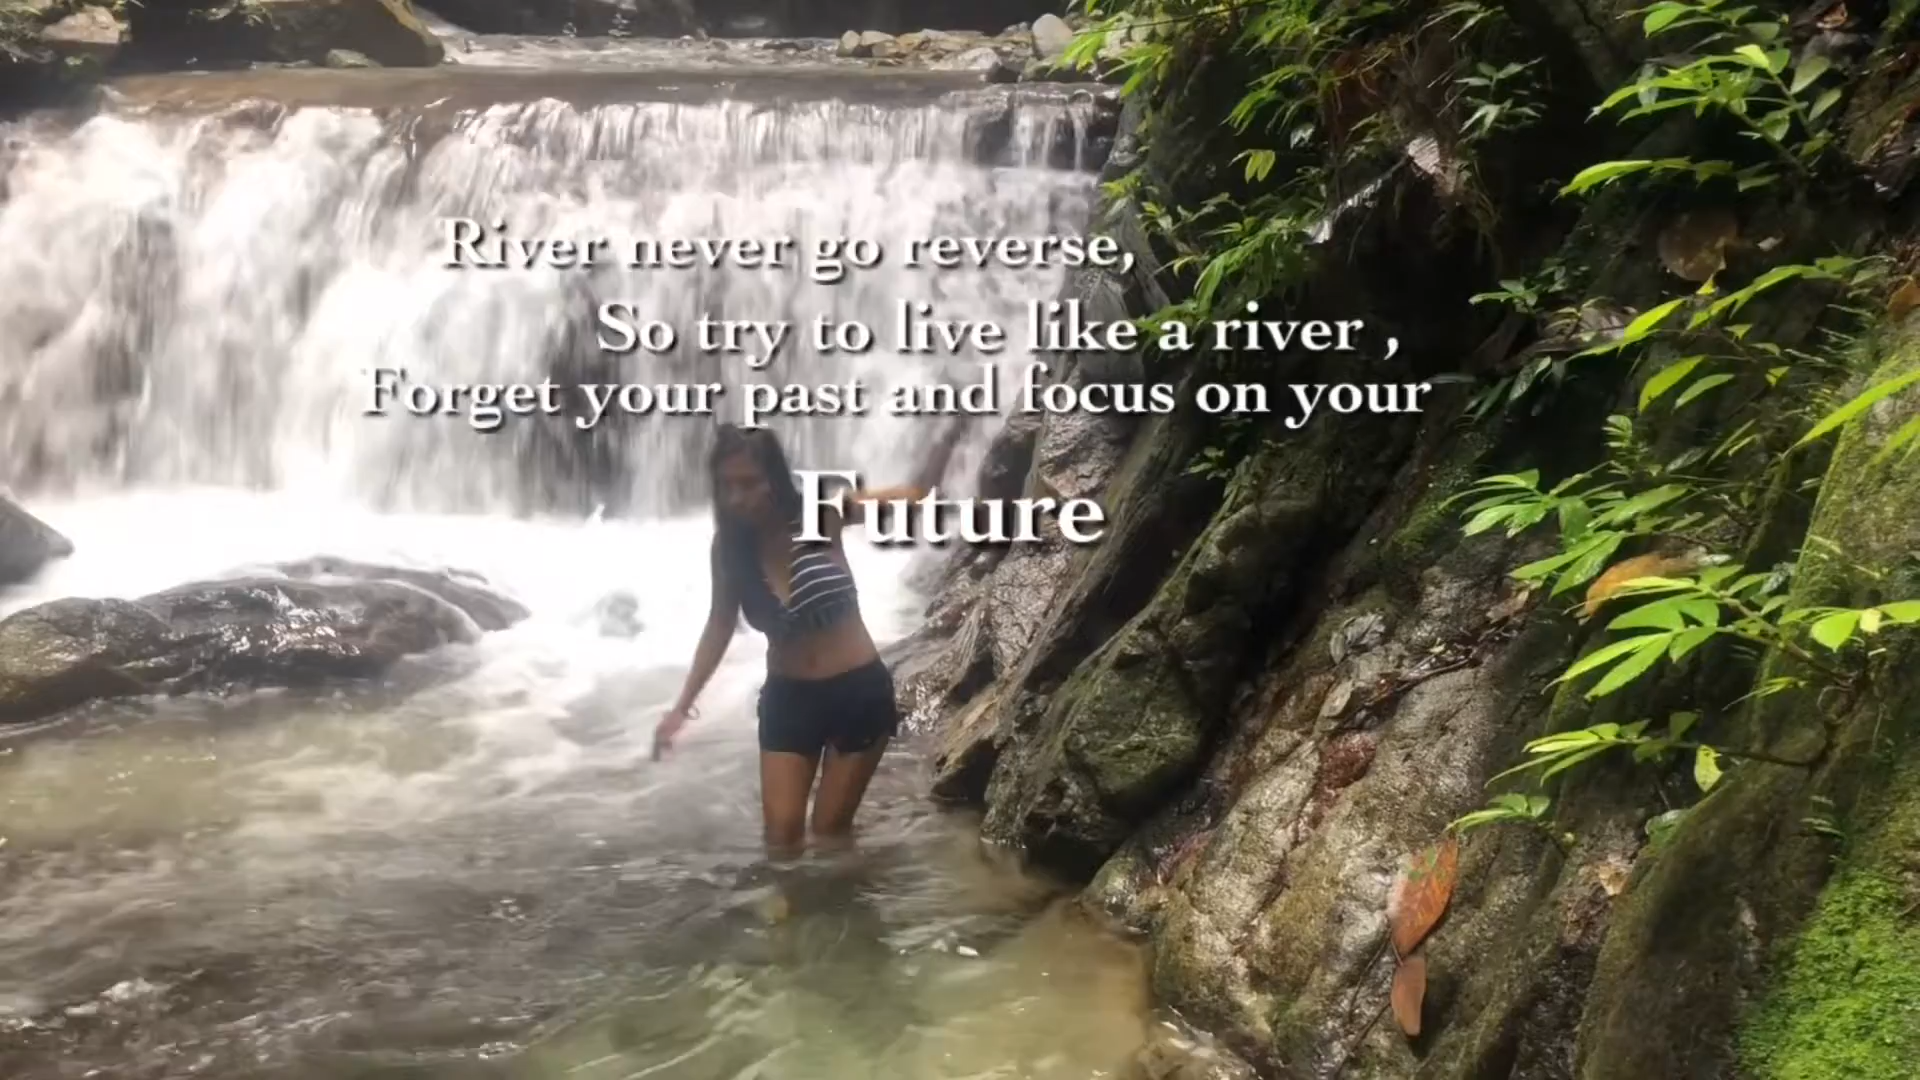 River never go reverse,
So try to live like a river ,
Forget your past and focus on your
Future